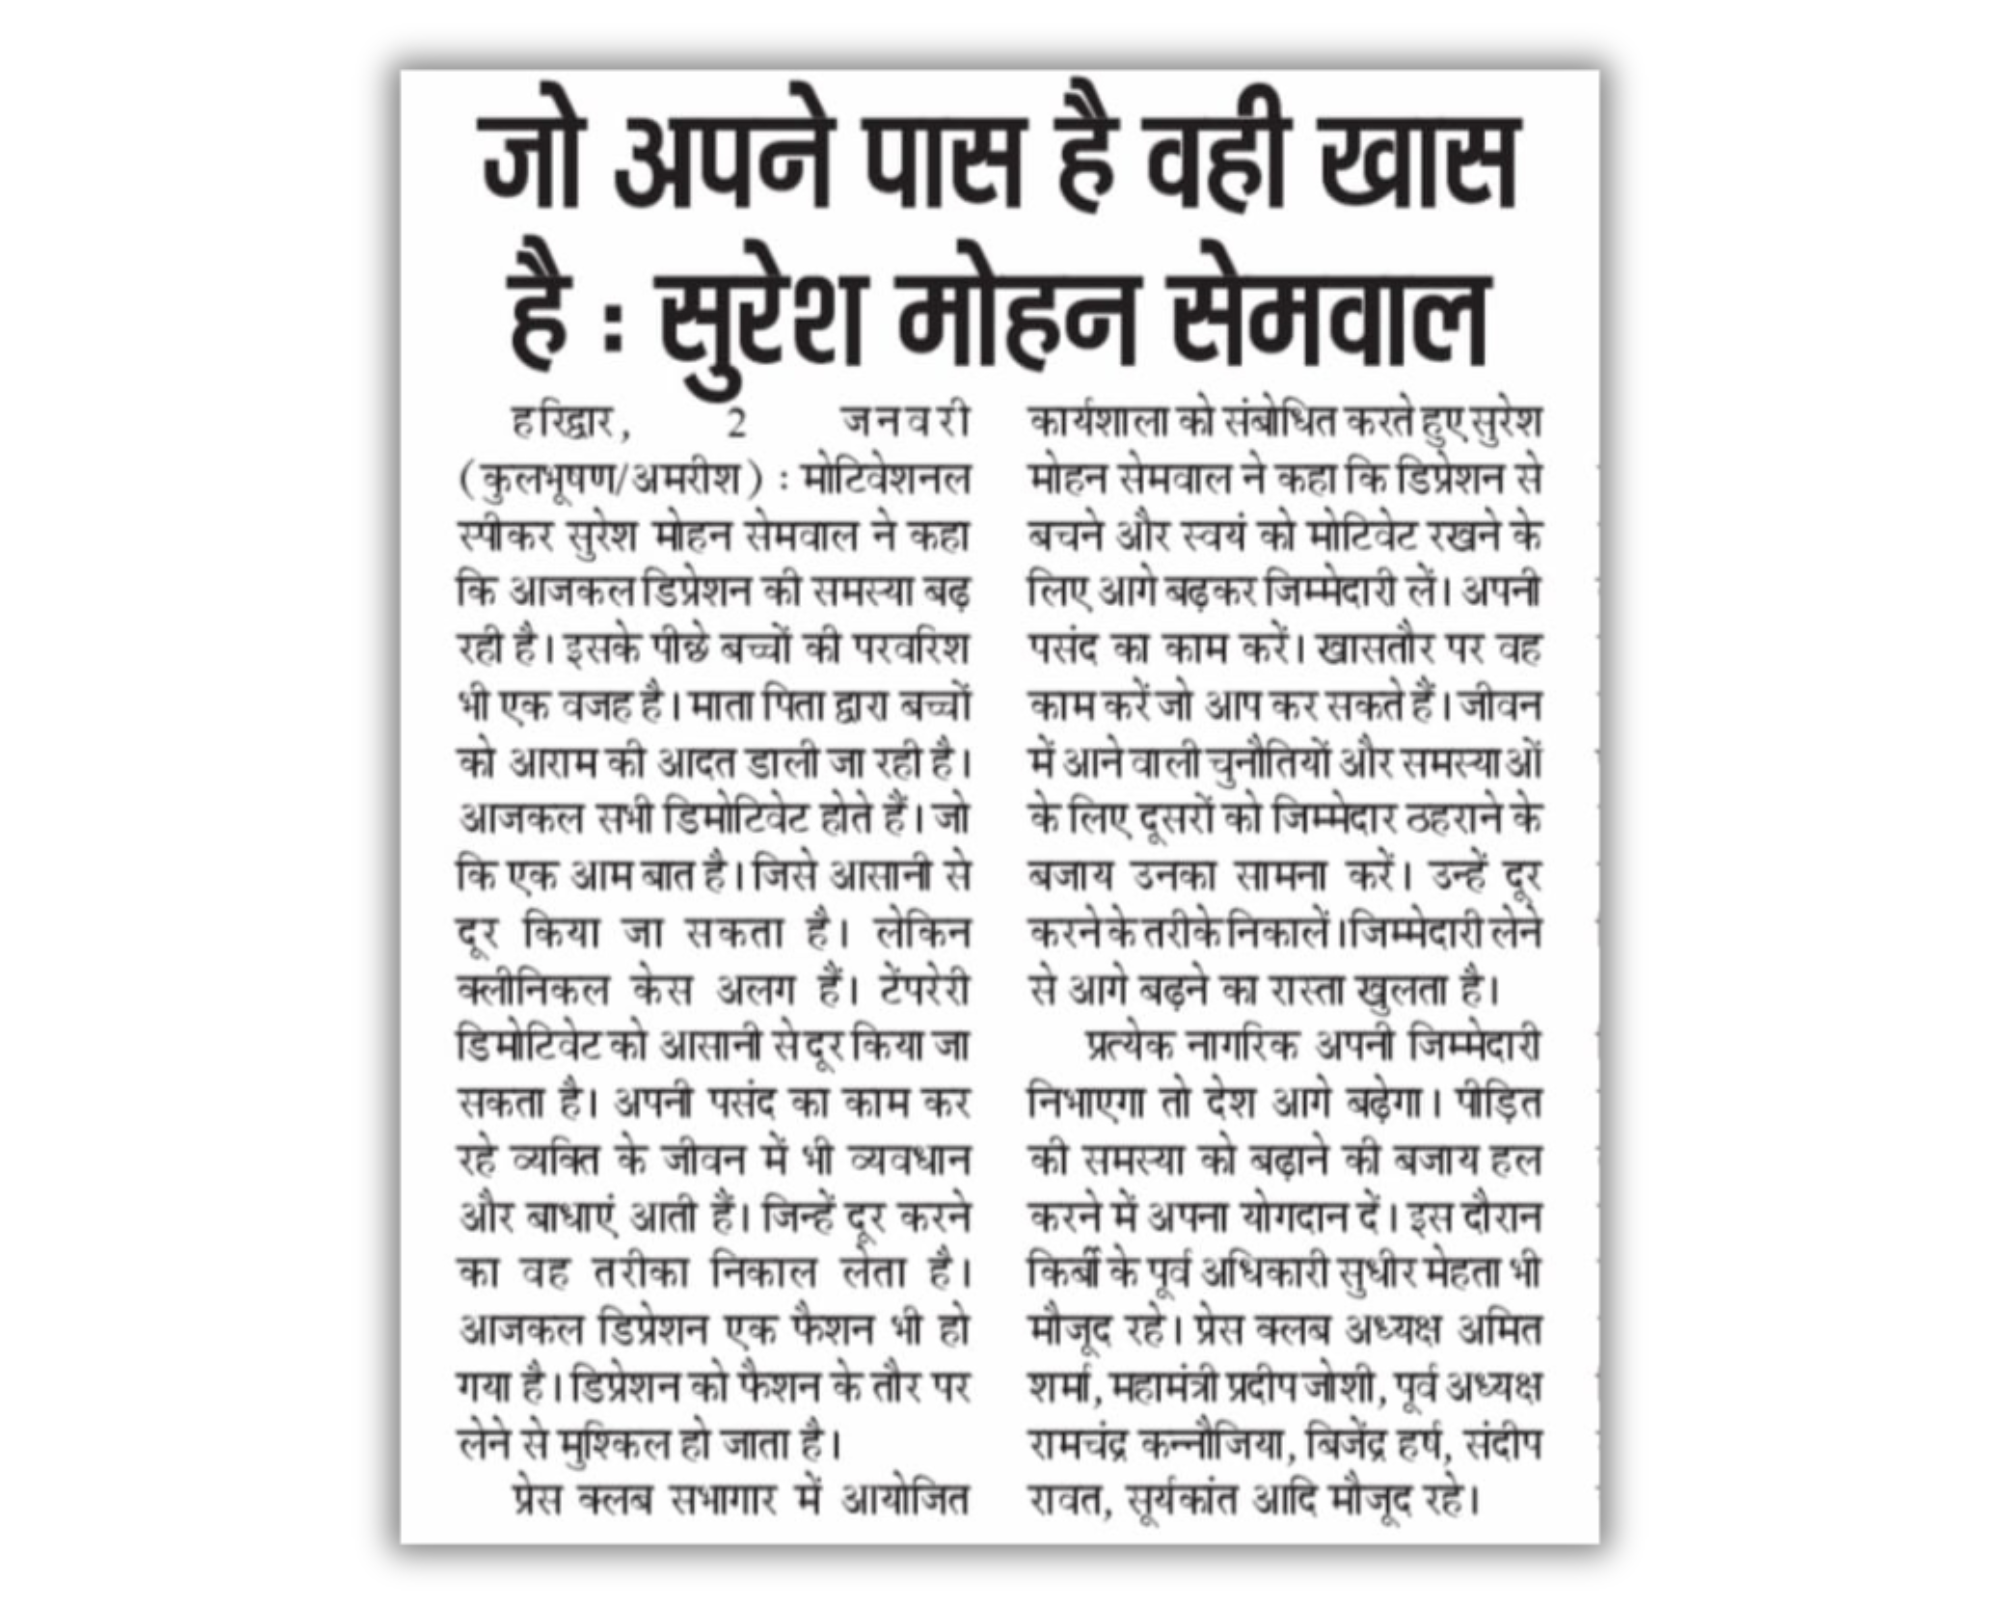 जो अपने पास है वही खास
है : सुरेश मोहन सेमवाल
हरिद्वार, 2 जनवरी
(कुलभूषण/अमरीश) : मोटिवेशनल
स्पीकर सुरेश मोहन सेमवाल ने कहा
कि आजकल डिप्रेशन की समस्या बढ़
रही है। इसके पीछे बच्चों की परवरिश
भी एक वजह है। माता पिता द्वारा बच्चों
को आराम की आदत डाली जा रही है।
आजकल सभी डिमोटिवेट होते हैं। जो
कि एक आम बात है। जिसे आसानी से
दूर किया जा सकता है। लेकिन
क्लीनिकल केस अलग हैं। टेंपरेरी
डिमोटिवेट को आसानी से दूर किया जा
सकता है। अपनी पसंद का काम कर
रहे व्यक्ति के जीवन में भी व्यवधान
और बाधाएं आती हैं। जिन्हें दूर करने
का वह तरीका निकाल लेता है।
आजकल डिप्रेशन एक फैशन भी हो
गया है। डिप्रेशन को फैशन के तौर पर
लेने से मुश्किल हो जाता है।
प्रेस क्लब सभागार में आयोजित
कार्यशाला को संबोधित करते हुए सुरेश
मोहन सेमवाल ने कहा कि डिप्रेशन से
बचने और स्वयं को मोटिवेट रखने के
लिए आगे बढ़कर जिम्मेदारी लें। अपनी
पसंद का काम करें। खासतौर पर वह
काम करें जो आप कर सकते हैं। जीवन
में आने वाली चुनौतियों और समस्याओं
के लिए दूसरों को जिम्मेदार ठहराने के
बजाय उनका सामना करें। उन्हें दूर
करने के तरीके निकालें। जिम्मेदारी लेने
से आगे बढ़ने का रास्ता खुलता है।
प्रत्येक नागरिक अपनी जिम्मेदारी
निभाएगा तो देश आगे बढ़ेगा। पीड़ित
की समस्या को बढ़ाने की बजाय हल
करने में अपना योगदान दें। इस दौरान
किर्बी के पूर्व अधिकारी सुधीर मेहता भी
मौजूद रहे। प्रेस क्लब अध्यक्ष अमित
शर्मा, महामंत्री प्रदीप जोशी, पूर्व अध्यक्ष
रामचंद्र कन्नौजिया, बिजेंद्र हर्ष, संदीप
रावत, सूर्यकांत आदि मौजूद रहे।